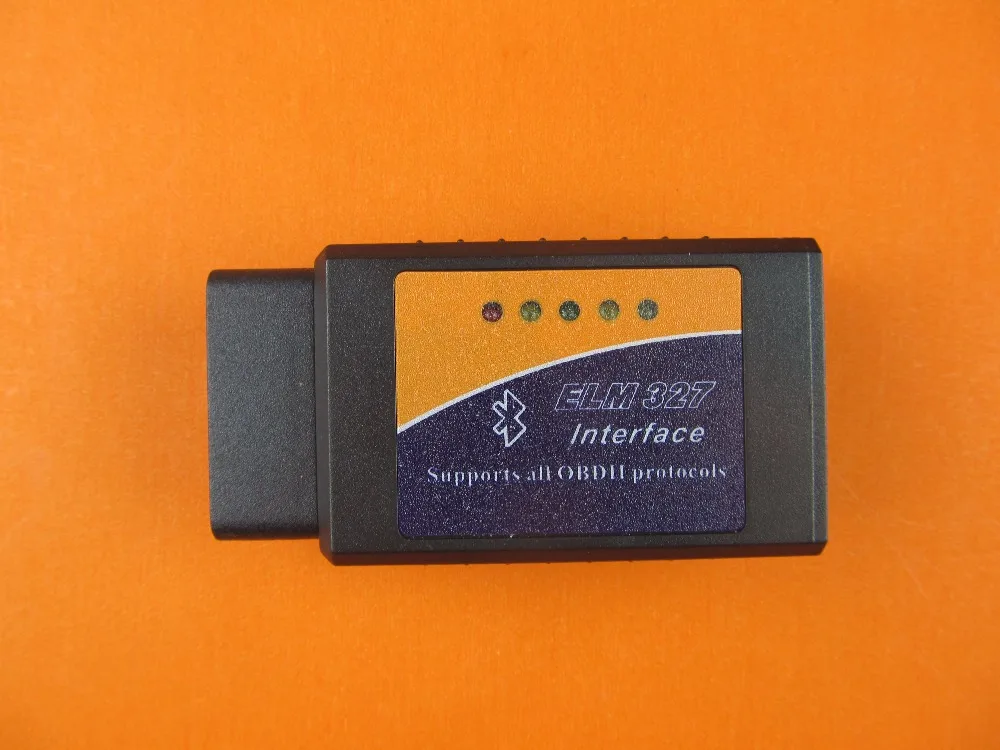 ELM 327
Interface
Supports all OBDII protocols